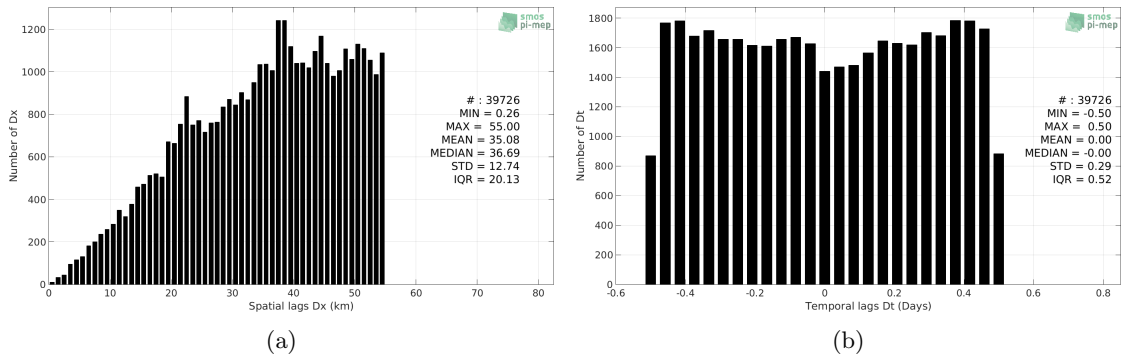 smos
pi-mep
1200
1000
800
600
400
200
0
Number of Dx
# : 39726
MIN = 0.26
MAX = 55.00
MEAN = 35.08
MEDIAN = 36.69
STD = 12.74
IQR = 20.13
0 10 20 30 40 50 60 70 80
Spatial lags Dx (km)
(a)
smos
pi-mep
1800
1600
1400
1200
1000
800
600
400
200
0
Number of Dt
# : 39726
MIN = -0.50
MAX = 0.50
MEAN = 0.00
MEDIAN = -0.00
STD = 0.29
IQR = 0.52
-0.6 -0.4 -0.2 0 0.2 0.4 0.6 0.8
Temporal lags Dt (Days)
(b)